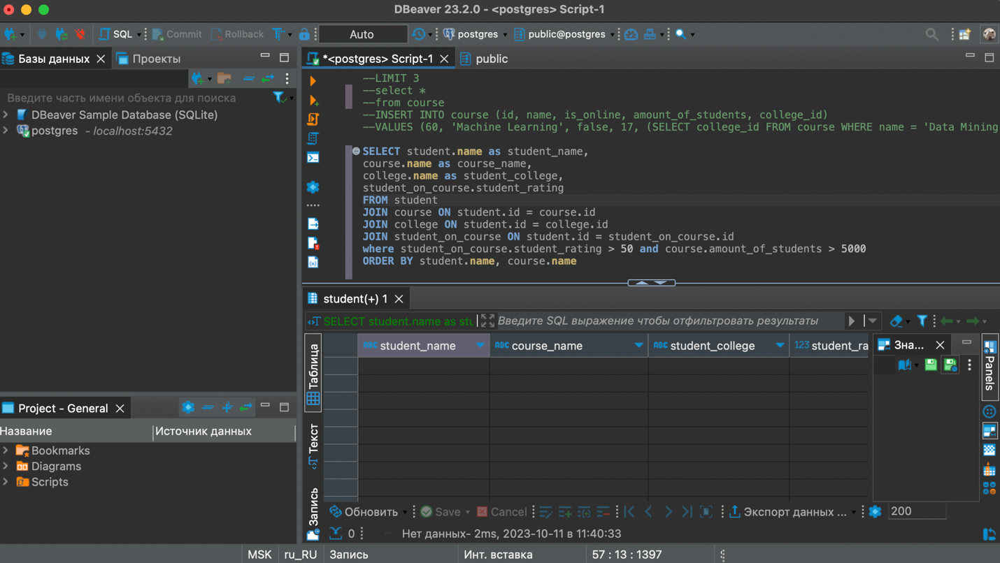 DBeaver 23.2.0 - <postgres> Script-1
SQL Commit Rollback Auto postgres public@postgres
Базы данных Проекты
*<postgres> Script-1 public
Введите часть имени объекта для поиска
DBeaver Sample Database (SQLite)
postgres - localhost:5432
--LIMIT 3
--select *
--from course
--INSERT INTO course (id, name, is_online, amount_of_students, college_id)
--VALUES (60, 'Machine Learning', false, 17, (SELECT college_id FROM course WHERE name = 'Data Mining
SELECT student.name as student_name,
course.name as course_name,
college.name as student_college,
student_on_course.student_rating
FROM student
JOIN course ON student.id = course.id
JOIN college ON student.id = college.id
JOIN student_on_course ON student.id = student_on_course.id
where student_on_course.student_rating > 50 and course.amount_of_students > 5000
ORDER BY student.name, course.name
student(+) 1
SELECT student.name as stu Введите SQL выражение чтобы отфильтровать результаты
ABC student_name ABC course_name ABC student_college 123 student_ra
Зна...
Panels
Таблица
Текст
Запись
Project - General
Название Источник данных
Bookmarks
Diagrams
Scripts
Обновить Save Cancel Экспорт данных ... 200
0 Нет данных- 2ms, 2023-10-11 в 11:40:33
MSK ru_RU Запись Инт. вставка 57 : 13 : 1397